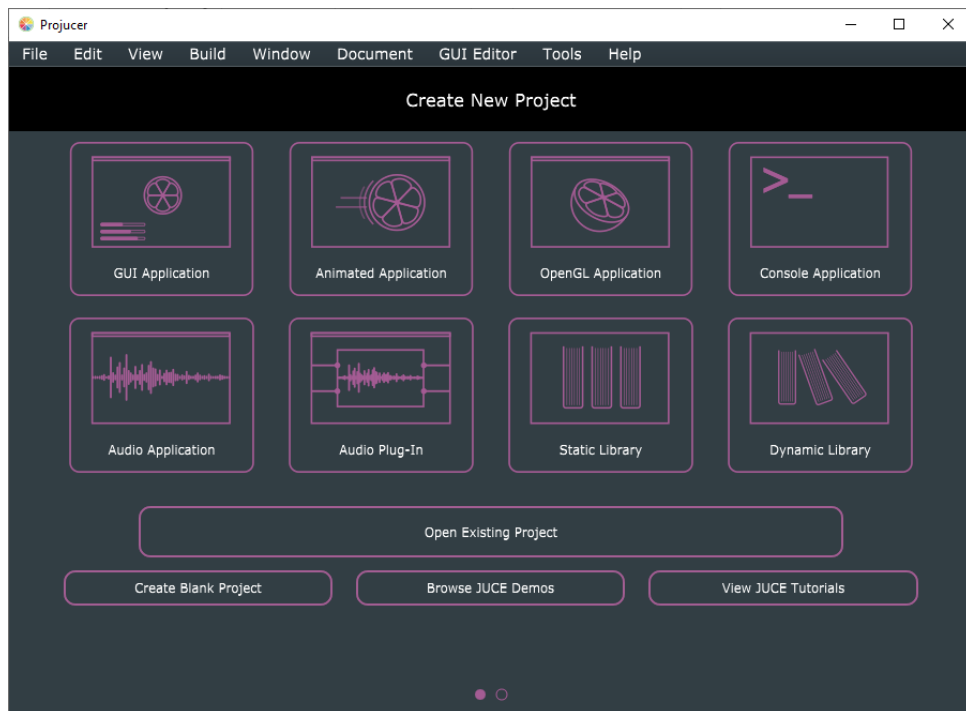 Projucer
File Edit View Build Window Document GUI Editor Tools Help
Create New Project
>_
GUI Application Animated Application OpenGL Application Console Application
Audio Application Audio Plug-In Static Library Dynamic Library
Open Existing Project
Create Blank Project Browse JUCE Demos View JUCE Tutorials